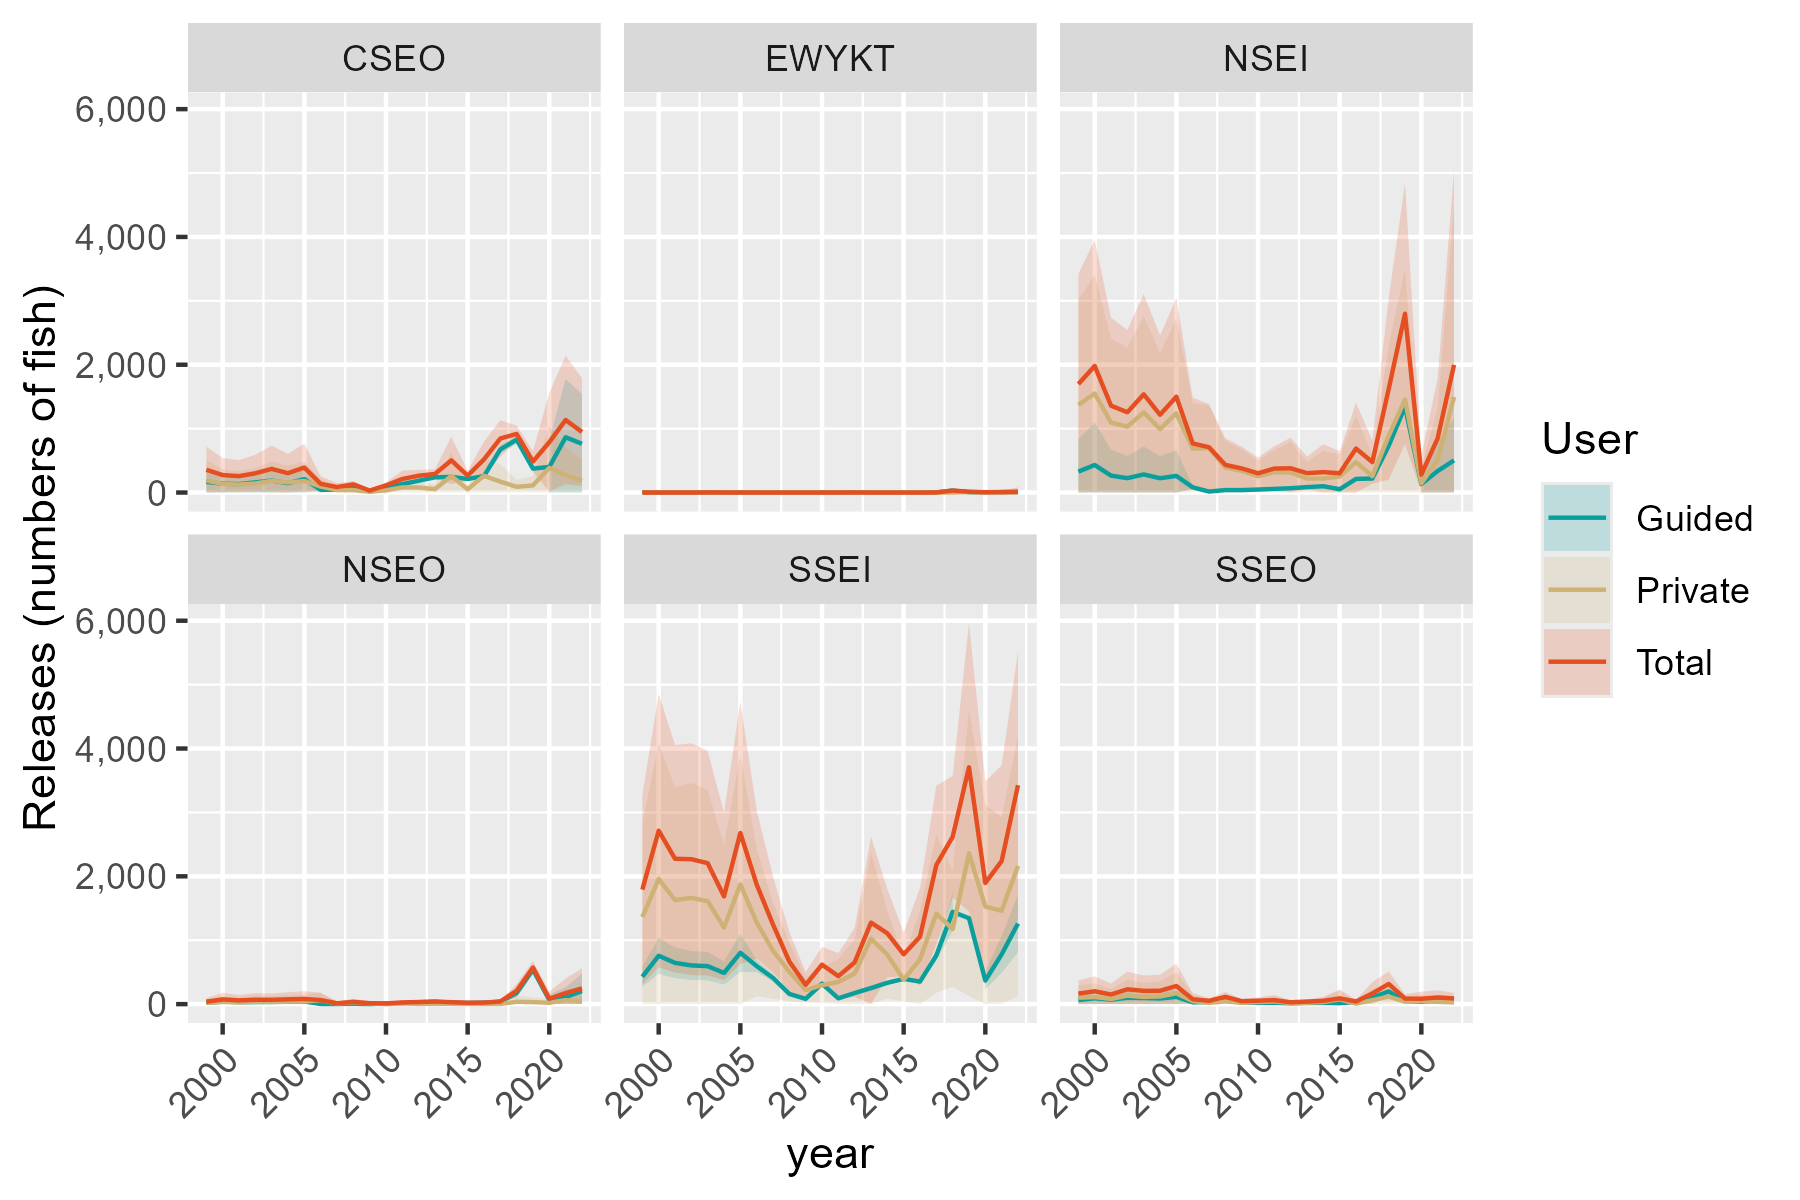 CSEO EWYKT NSEI
6,000
4,000
2,000
0
NSEO SSEI SSEO
6,000
4,000
2,000
0
2000 2005 2010 2015 2020 2000 2005 2010 2015 2020 2000 2005 2010 2015 2020
year
Releases (numbers of fish)
User
Guided
Private
Total